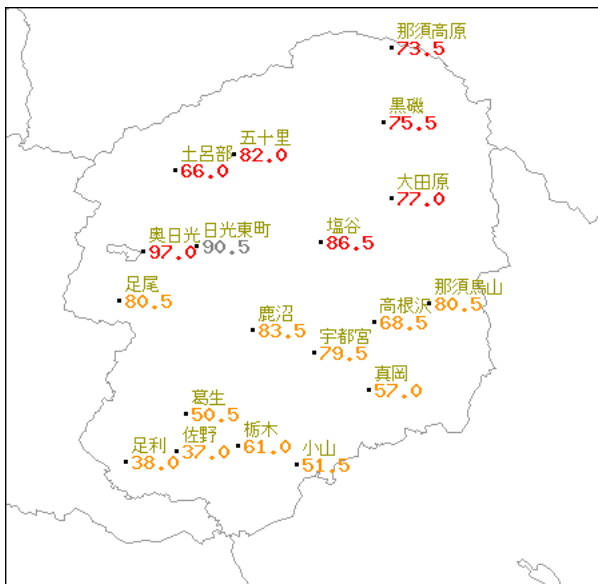 那須高原
73.5
黒磯
75.5
五十里
82.0
土呂部
66.0
大田原
77.0
日光東町
90.5
奥日光
97.0
塩谷
86.5
足尾
80.5
那須烏山
80.5
高根沢
68.5
鹿沼
83.5
宇都宮
79.5
真岡
57.0
葛生
50.5
栃木
61.0
佐野
37.0
足利
38.0
小山
51.5